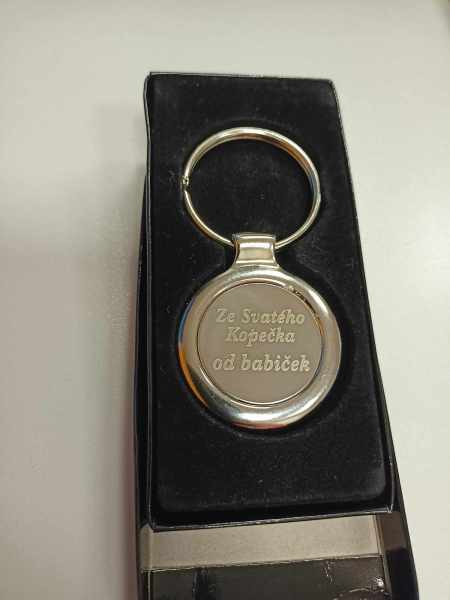 Ze Svatého
Kopečka
od babiček